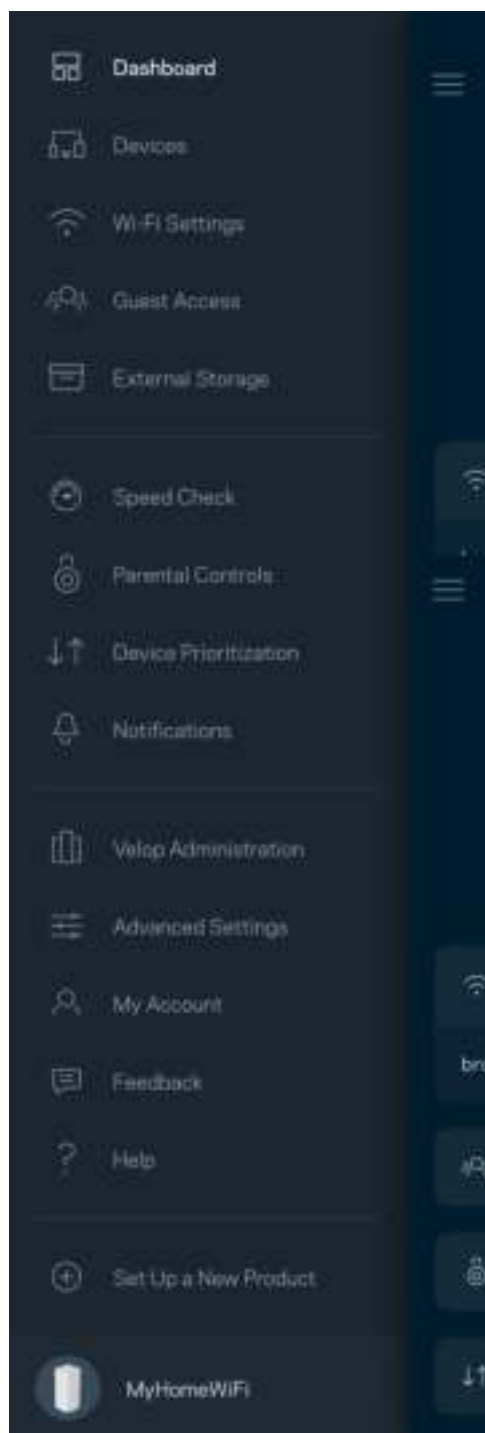 Dashboard
Devices
Wi-Fi Settings
Guest Access
External Storage
Speed Check
Parental Controls
Device Prioritization
Notifications
Velop Administration
Advanced Settings
My Account
Feedback
Help
Set Up a New Product
MyHomeWiFi
bro